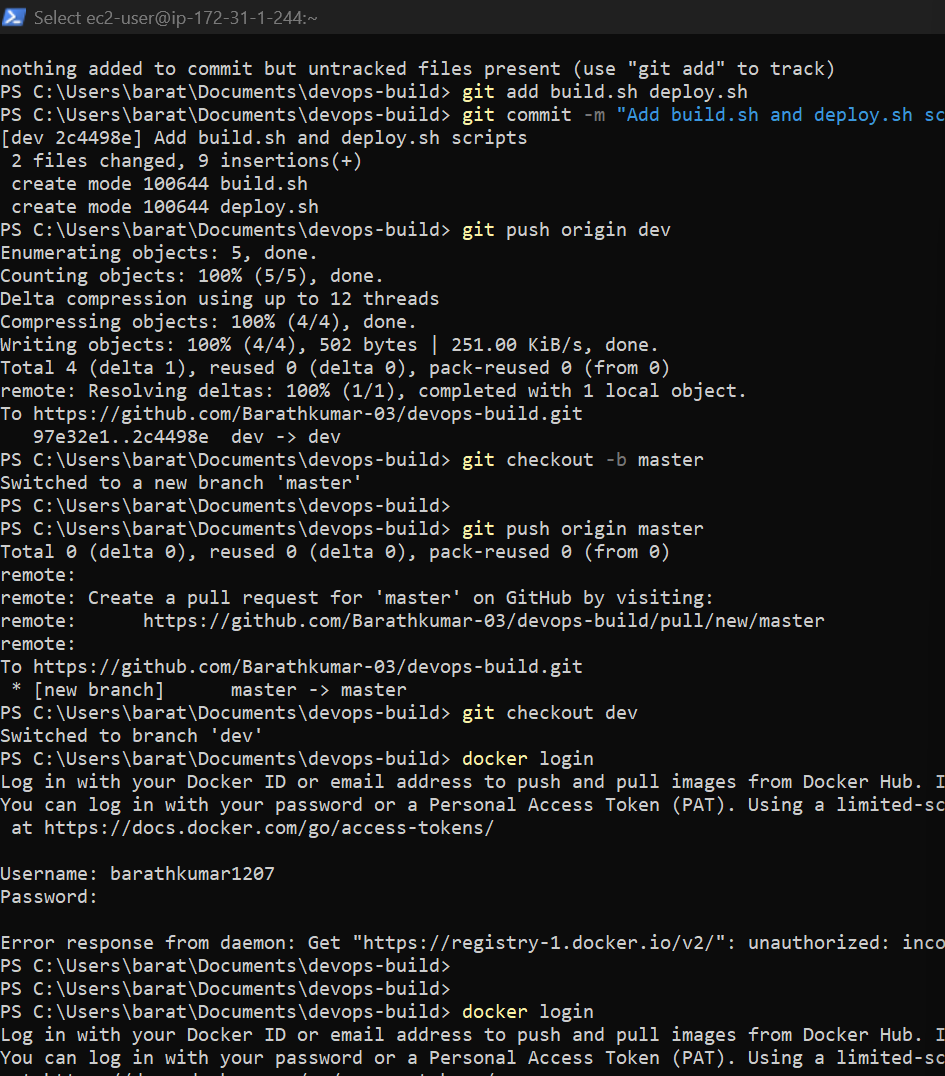 Select ec2-user@ip-172-31-1-244:~
nothing added to commit but untracked files present (use "git add" to track)
PS C:\Users\barat\Documents\devops-build> git add build.sh deploy.sh
PS C:\Users\barat\Documents\devops-build> git commit -m "Add build.sh and deploy.sh sc
[dev 2c4498e] Add build.sh and deploy.sh scripts
 2 files changed, 9 insertions(+)
 create mode 100644 build.sh
 create mode 100644 deploy.sh
PS C:\Users\barat\Documents\devops-build> git push origin dev
Enumerating objects: 5, done.
Counting objects: 100% (5/5), done.
Delta compression using up to 12 threads
Compressing objects: 100% (4/4), done.
Writing objects: 100% (4/4), 502 bytes | 251.00 KiB/s, done.
Total 4 (delta 1), reused 0 (delta 0), pack-reused 0 (from 0)
remote: Resolving deltas: 100% (1/1), completed with 1 local object.
To https://github.com/Barathkumar-03/devops-build.git
   97e32e1..2c4498e  dev -> dev
PS C:\Users\barat\Documents\devops-build> git checkout -b master
Switched to a new branch 'master'
PS C:\Users\barat\Documents\devops-build>
PS C:\Users\barat\Documents\devops-build> git push origin master
Total 0 (delta 0), reused 0 (delta 0), pack-reused 0 (from 0)
remote:
remote: Create a pull request for 'master' on GitHub by visiting:
remote:      https://github.com/Barathkumar-03/devops-build/pull/new/master
remote:
To https://github.com/Barathkumar-03/devops-build.git
 * [new branch]      master -> master
PS C:\Users\barat\Documents\devops-build> git checkout dev
Switched to branch 'dev'
PS C:\Users\barat\Documents\devops-build> docker login
Log in with your Docker ID or email address to push and pull images from Docker Hub. I
You can log in with your password or a Personal Access Token (PAT). Using a limited-sc
 at https://docs.docker.com/go/access-tokens/
Username: barathkumar1207
Password:
Error response from daemon: Get "https://registry-1.docker.io/v2/": unauthorized: inco
PS C:\Users\barat\Documents\devops-build>
PS C:\Users\barat\Documents\devops-build>
PS C:\Users\barat\Documents\devops-build> docker login
Log in with your Docker ID or email address to push and pull images from Docker Hub. I
You can log in with your password or a Personal Access Token (PAT). Using a limited-sc